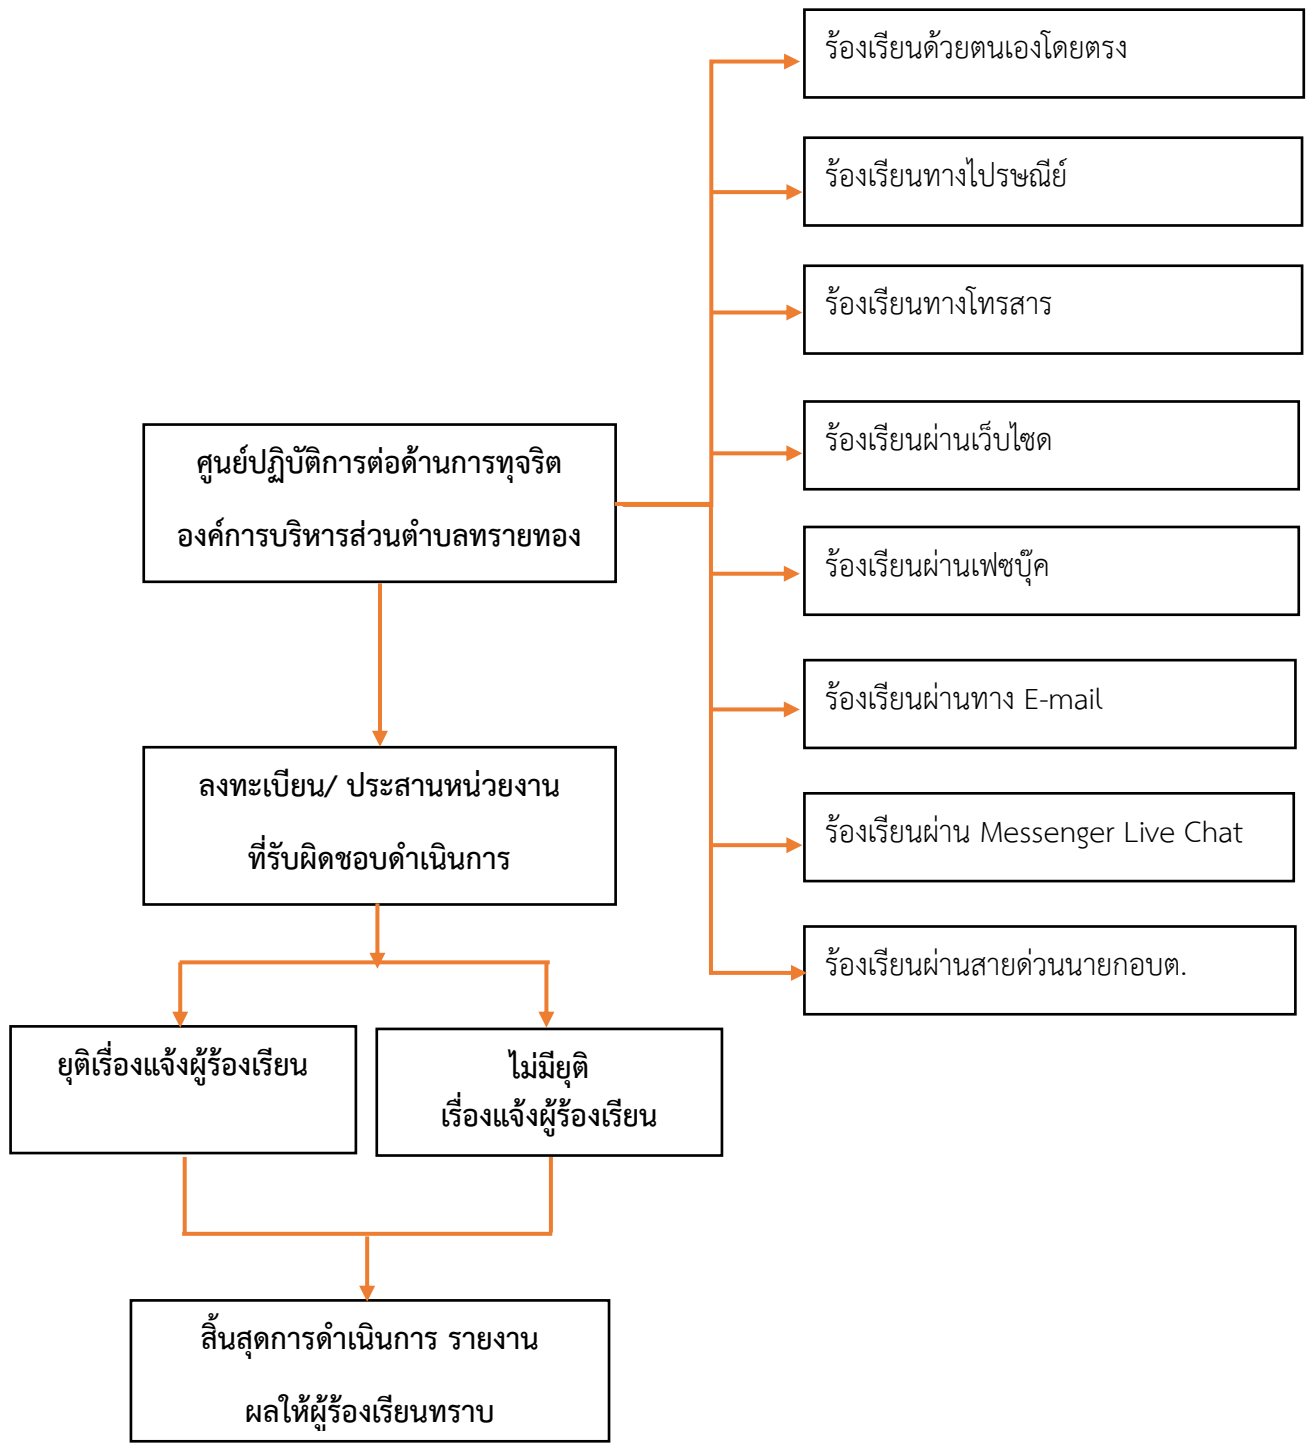 ร้องเรียนด้วยตนเองโดยตรง
ร้องเรียนทางไปรษณีย์
ร้องเรียนทางโทรสาร
ร้องเรียนผ่านเว็บไซด
ร้องเรียนผ่านเฟซบุ๊ค
ร้องเรียนผ่านทาง E-mail
ร้องเรียนผ่าน Messenger Live Chat
ร้องเรียนผ่านสายด่วนนายกอบต.
ศูนย์ปฏิบัติการต่อด้านการทุจริต
องค์การบริหารส่วนตำบลทรายทอง
ลงทะเบียน/ ประสานหน่วยงาน
ที่รับผิดชอบดำเนินการ
ยุติเรื่องแจ้งผู้ร้องเรียน
ไม่มียุติ
เรื่องแจ้งผู้ร้องเรียน
สิ้นสุดการดำเนินการ รายงาน
ผลให้ผู้ร้องเรียนทราบ